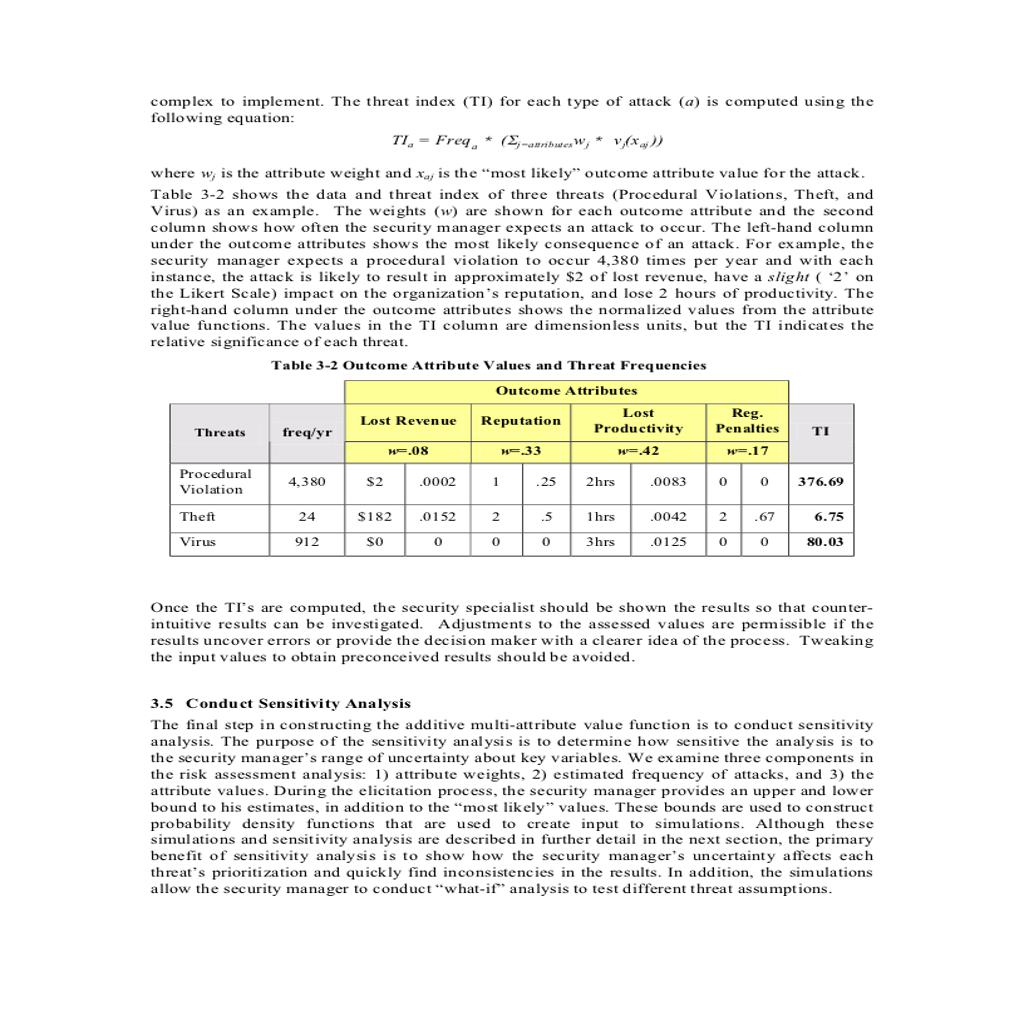 complex to implement. The threat index (TI) for each type of attack (a) is computed using the
following equation:
TIa = Freq a * (Σj=attributes wj * vj(xaj))
where wj is the attribute weight and xaj is the “most likely” outcome attribute value for the attack.
Table 3-2 shows the data and threat index of three threats (Procedural Violations, Theft, and
Virus) as an example. The weights (w) are shown for each outcome attribute and the second
column shows how often the security manager expects an attack to occur. The left-hand column
under the outcome attributes shows the most likely consequence of an attack. For example, the
security manager expects a procedural violation to occur 4,380 times per year and with each
instance, the attack is likely to result in approximately $2 of lost revenue, have a slight ( ‘2’ on
the Likert Scale) impact on the organization’s reputation, and lose 2 hours of productivity. The
right-hand column under the outcome attributes shows the normalized values from the attribute
value functions. The values in the TI column are dimensionless units, but the TI indicates the
relative significance of each threat.
Table 3-2 Outcome Attribute Values and Threat Frequencies
Outcome Attributes
Threats freq/yr Lost Revenue Reputation Lost Productivity Reg. Penalties TI
w=.08 w=.33 w=.42 w=.17
Procedural Violation 4,380 $2 .0002 1 .25 2hrs .0083 0 0 376.69
Theft 24 $182 .0152 2 .5 1hrs .0042 2 .67 6.75
Virus 912 $0 0 0 0 3hrs .0125 0 0 80.03
Once the TI’s are computed, the security specialist should be shown the results so that counter-
intuitive results can be investigated. Adjustments to the assessed values are permissible if the
results uncover errors or provide the decision maker with a clearer idea of the process. Tweaking
the input values to obtain preconceived results should be avoided.
3.5 Conduct Sensitivity Analysis
The final step in constructing the additive multi-attribute value function is to conduct sensitivity
analysis. The purpose of the sensitivity analysis is to determine how sensitive the analysis is to
the security manager’s range of uncertainty about key variables. We examine three components in
the risk assessment analysis: 1) attribute weights, 2) estimated frequency of attacks, and 3) the
attribute values. During the elicitation process, the security manager provides an upper and lower
bound to his estimates, in addition to the “most likely” values. These bounds are used to construct
probability density functions that are used to create input to simulations. Although these
simulations and sensitivity analysis are described in further detail in the next section, the primary
benefit of sensitivity analysis is to show how the security manager’s uncertainty affects each
threat’s prioritization and quickly find inconsistencies in the results. In addition, the simulations
allow the security manager to conduct “what-if” analysis to test different threat assumptions.